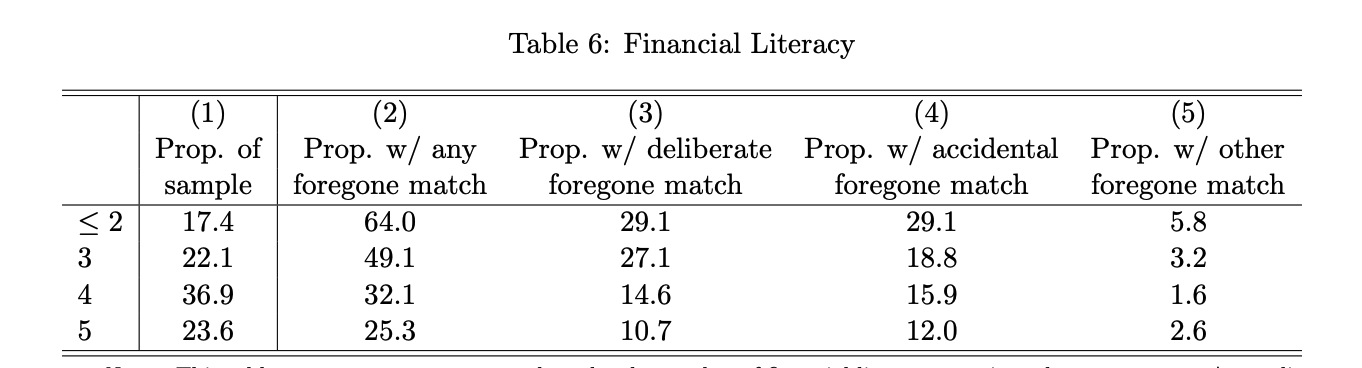 Table 6: Financial Literacy
(1) (2) (3) (4) (5)
Prop. of Prop. w/ any Prop. w/ deliberate Prop. w/ accidental Prop. w/ other
sample foregone match foregone match foregone match foregone match
≤ 2 17.4 64.0 29.1 29.1 5.8
3 22.1 49.1 27.1 18.8 3.2
4 36.9 32.1 14.6 15.9 1.6
5 23.6 25.3 10.7 12.0 2.6